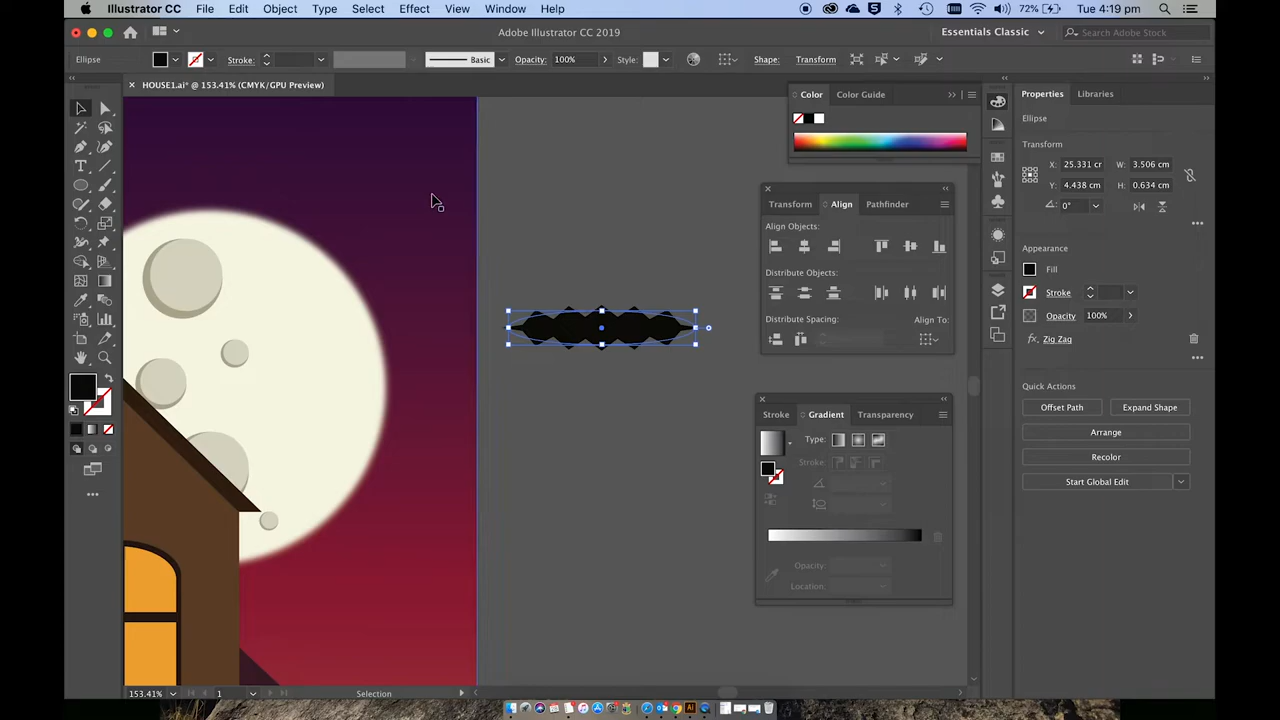 Illustrator CC File Edit Object Type Select Effect View Window Help 72% Tue 4:19 pm
Adobe Illustrator CC 2019
Essentials Classic
Search Adobe Stock
Ellipse Stroke: Basic Opacity: 100% Style: Shape: Transform
HOUSE1.ai* @ 153.41% (CMYK/GPU Preview)
Color Color Guide
Properties Libraries
Ellipse
Transform
X: 25.331 cr W: 3.506 cm
Y: 4.438 cm H: 0.634 cm
0°
Transform Align Pathfinder
Align Objects:
Distribute Objects:
Distribute Spacing: Align To:
Appearance
Fill
Stroke
Opacity 100%
Zig Zag
Quick Actions
Offset Path Expand Shape
Arrange
Recolor
Start Global Edit
Stroke Gradient Transparency
Type:
Stroke:
Opacity:
Location:
153.41% 1 Selection